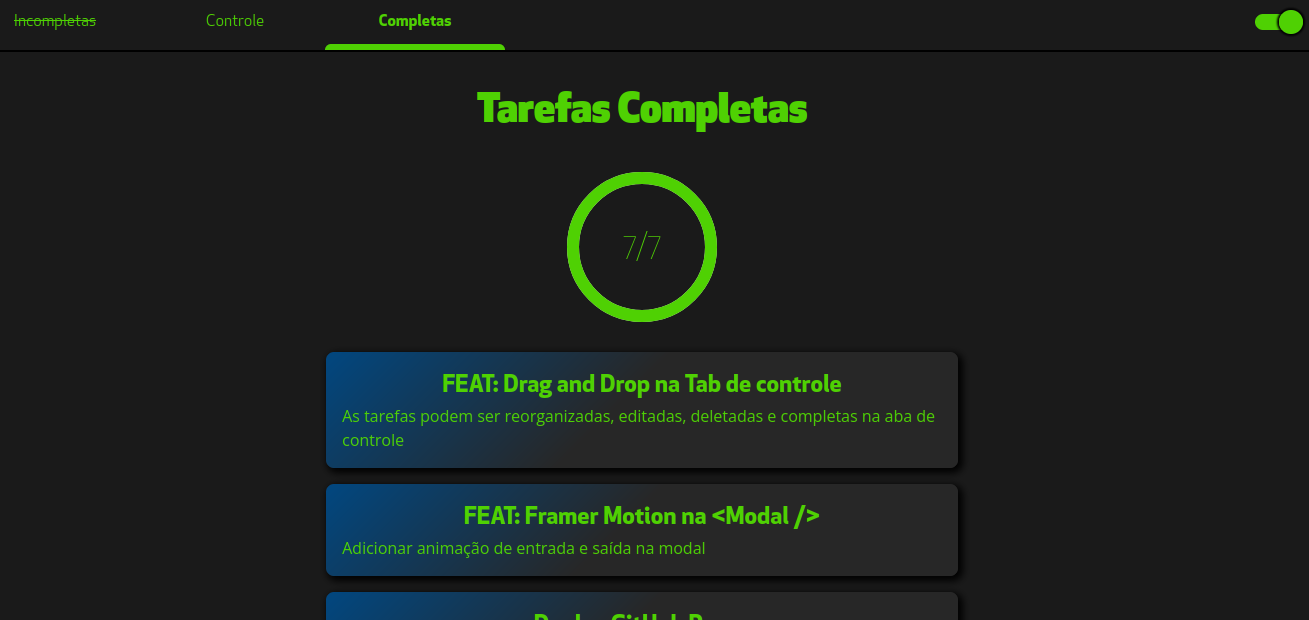 Incompletas
Controle
Completas
Tarefas Completas
7/7
FEAT: Drag and Drop na Tab de controle
As tarefas podem ser reorganizadas, editadas, deletadas e completas na aba de
controle
FEAT: Framer Motion na <Modal />
Adicionar animação de entrada e saída na modal